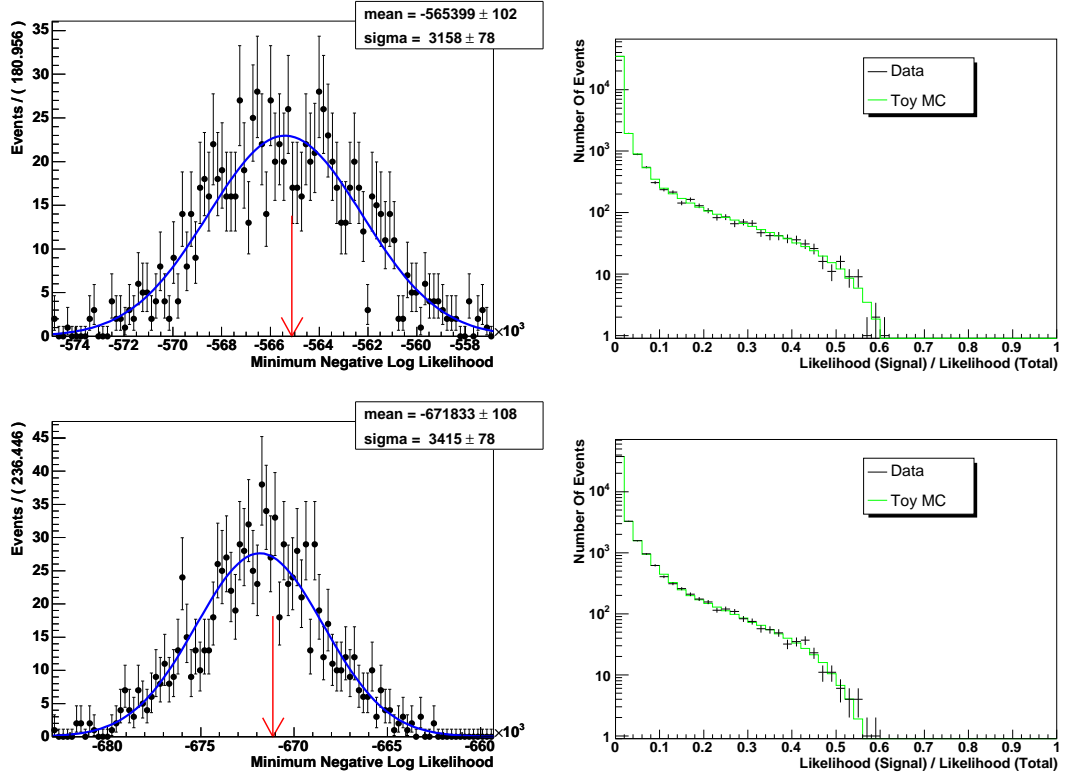 mean = -565399 ± 102
sigma = 3158 ± 78
Events / ( 180.956 )
35
30
25
20
15
10
5
0
-574 -572 -570 -568 -566 -564 -562 -560 -558
×10³
Minimum Negative Log Likelihood
Number Of Events
10⁴
10³
10²
10
1
Data
Toy MC
0 0.1 0.2 0.3 0.4 0.5 0.6 0.7 0.8 0.9 1
Likelihood (Signal) / Likelihood (Total)
mean = -671833 ± 108
sigma = 3415 ± 78
Events / ( 236.446 )
45
40
35
30
25
20
15
10
5
0
-680 -675 -670 -665 -660
×10³
Minimum Negative Log Likelihood
Number Of Events
10⁴
10³
10²
10
1
Data
Toy MC
0 0.1 0.2 0.3 0.4 0.5 0.6 0.7 0.8 0.9 1
Likelihood (Signal) / Likelihood (Total)